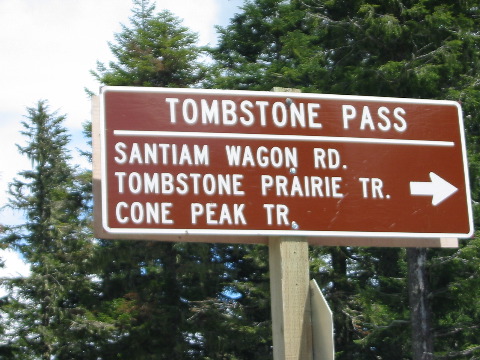 TOMBSTONE PASS
SANTIAM WAGON RD.
TOMBSTONE PRAIRIE TR.
CONE PEAK TR.